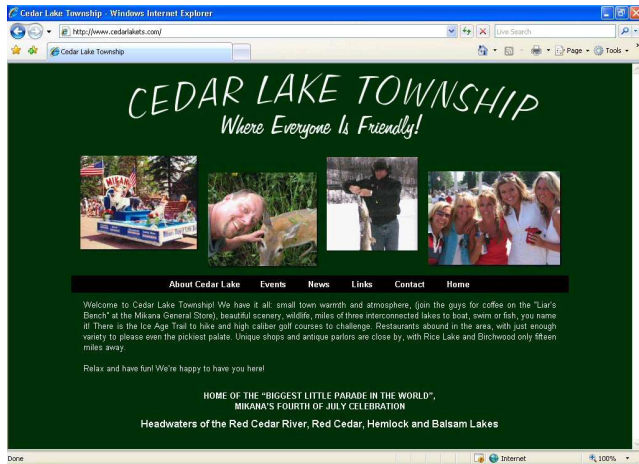 Cedar Lake Township - Windows Internet Explorer
http://www.cedarlakets.com/
Live Search
Cedar Lake Township
Page
Tools
CEDAR LAKE TOWNSHIP
Where Everyone Is Friendly!
MIKANA
About Cedar Lake Events News Links Contact Home
Welcome to Cedar Lake Township! We have it all: small town warmth and atmosphere, (join the guys for coffee on the "Liar's
Bench" at the Mikana General Store), beautiful scenery, wildlife, miles of three interconnected lakes to boat, swim or fish, you name
it! There is the Ice Age Trail to hike and high caliber golf courses to challenge. Restaurants abound in the area, with just enough
variety to please even the pickiest palate. Unique shops and antique parlors are close by, with Rice Lake and Birchwood only fifteen
miles away.
Relax and have fun! We're happy to have you here!
HOME OF THE “BIGGEST LITTLE PARADE IN THE WORLD”,
MIKANA'S FOURTH OF JULY CELEBRATION
Headwaters of the Red Cedar River, Red Cedar, Hemlock and Balsam Lakes
Done
Internet
100%